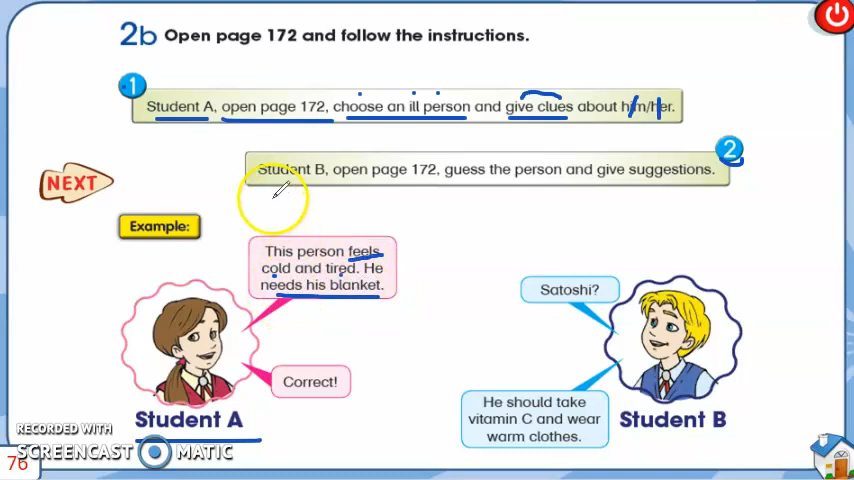 2b Open page 172 and follow the instructions.
1
Student A, open page 172, choose an ill person and give clues about him/her.
2
Student B, open page 172, guess the person and give suggestions.
NEXT
Example:
This person feels
cold and tired. He
needs his blanket.
Satoshi?
Correct!
He should take
vitamin C and wear
warm clothes.
Student A
Student B
RECORDED WITH
SCREENCAST MATIC
76